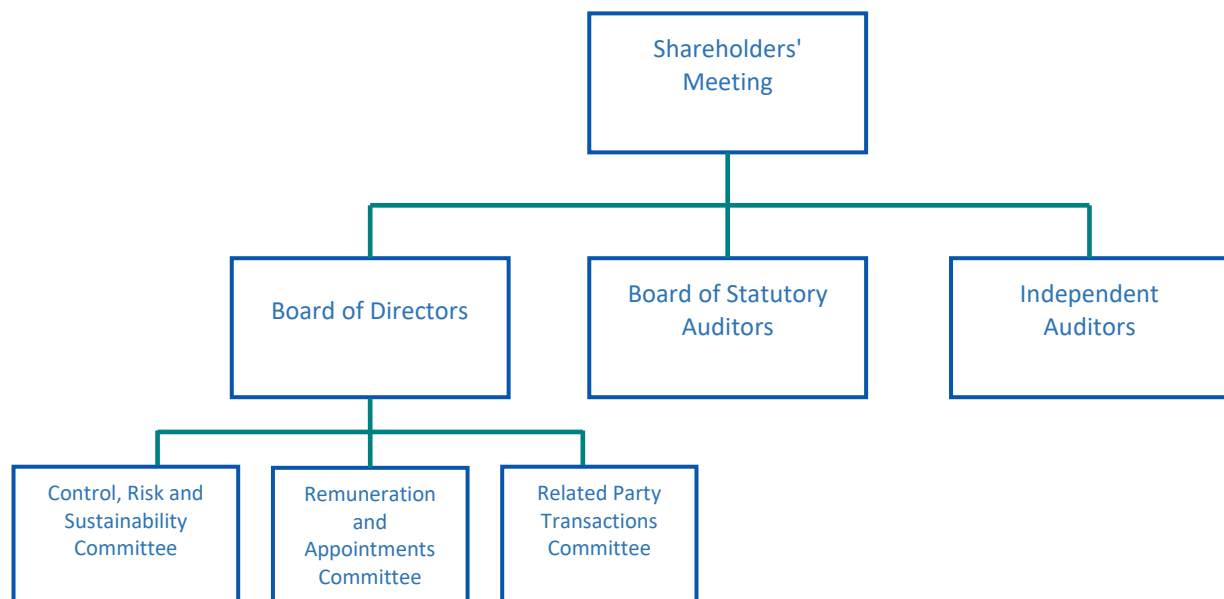 Shareholders'
Meeting
Board of Directors
Board of Statutory
Auditors
Independent
Auditors
Control, Risk and
Sustainability
Committee
Remuneration
and
Appointments
Committee
Related Party
Transactions
Committee